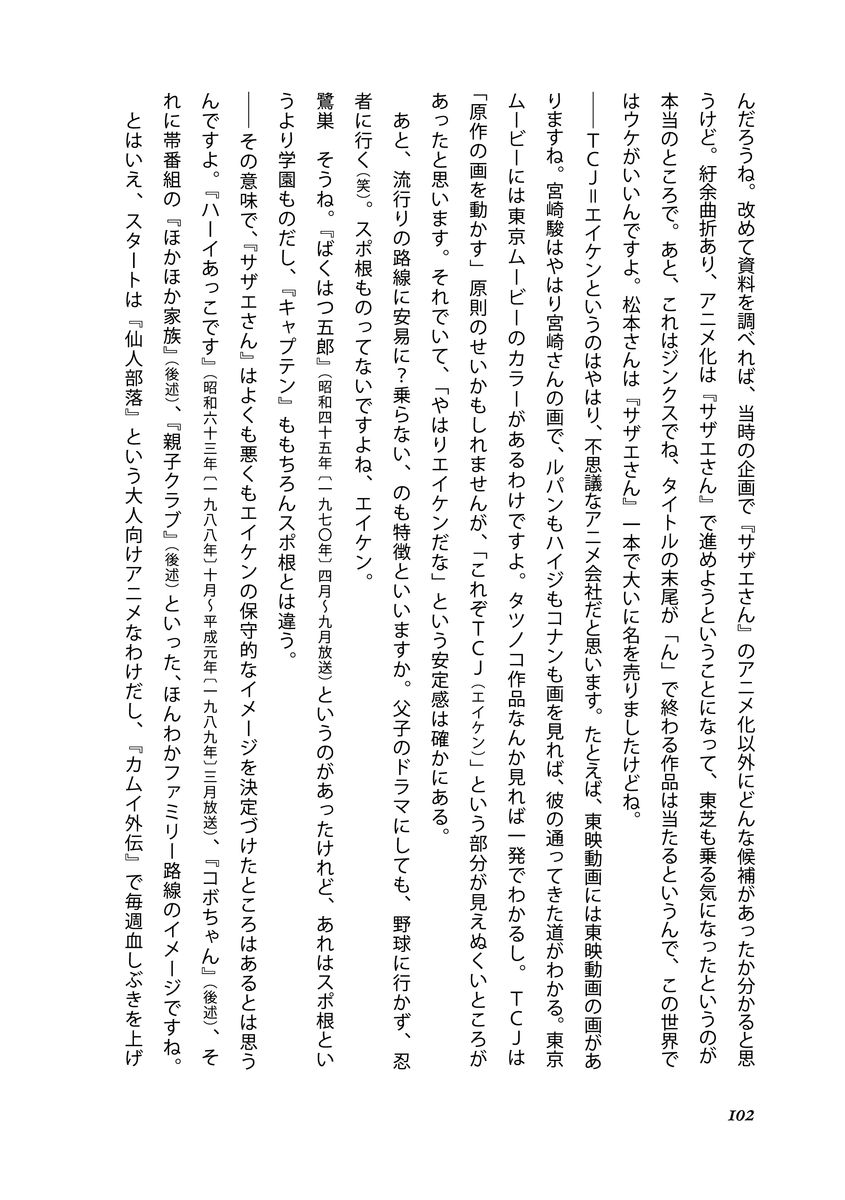 んだろうね。改めて資料を調べれば、当時の企画で『サザエさん』のアニメ化以外にどんな候補があったか分かると思
うけど。紆余曲折あり、アニメ化は『サザエさん』で進めようということになって、東芝も乗る気になったというのが
本当のところで。あと、これはジンクスでね、タイトルの末尾が「ん」で終わる作品は当たるというんで、この世界で
はウケがいいんですよ。松本さんは『サザエさん』一本で大いに名を売りましたけどね。
――TCJ＝エイケンというのはやはり、不思議なアニメ会社だと思います。たとえば、東映動画には東映動画の画があ
りますね。宮崎駿はやはり宮崎さんの画で、ルパンもハイジもコナンも画を見れば、彼の通ってきた道がわかる。東京
ムービーには東京ムービーのカラーがあるわけですよ。タツノコ作品なんか見れば一発でわかるし。TCJは
「原作の画を動かす」原則のせいかもしれませんが、「これぞTCJ（エイケン）」という部分が見えぬくいところが
あったと思います。それでいて、「やはりエイケンだな」という安定感は確かにある。
　あと、流行りの路線に安易に？乗らない、のも特徴といいますか。父子のドラマにしても、野球に行かず、忍
者に行く（笑）。スポ根ものってないですよね、エイケン。
鷺巣　そうね。『ばくはつ五郎』（昭和四十五年〔一九七〇年〕四月～九月放送）というのがあったけれど、あれはスポ根とい
うより学園ものだし、『キャプテン』ももちろんスポ根とは違う。
――その意味で、『サザエさん』はよくも悪くもエイケンの保守的なイメージを決定づけたところはあるとは思う
んですよ。『ハーイあっこです』（昭和六十三年〔一九八八年〕十月～平成元年〔一九八九年〕三月放送）、『コボちゃん』（後述）、そ
れに帯番組の『ほかほか家族』（後述）、『親子クラブ』（後述）といった、ほんわかファミリー路線のイメージですね。
　とはいえ、スタートは『仙人部落』という大人向けアニメなわけだし、『カムイ外伝』で毎週血しぶきを上げ
102